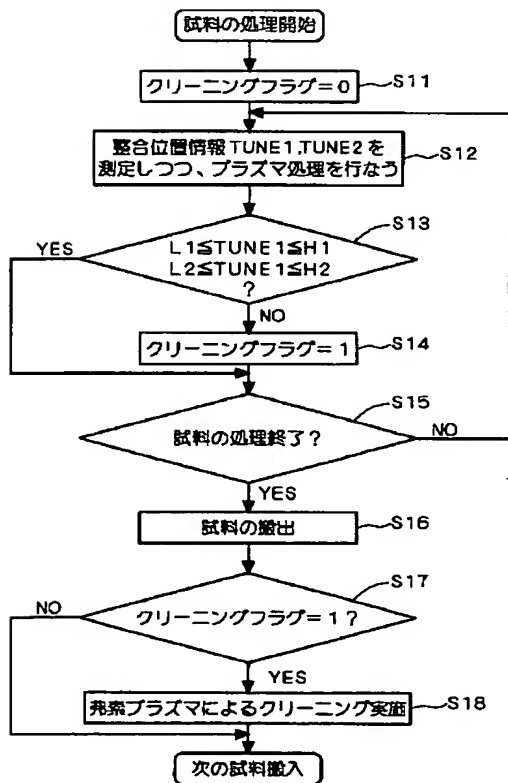 試料の処理開始
クリーニングフラグ=0
S11
整合位置情報TUNE1,TUNE2を
測定しつつ、プラズマ処理を行なう
S12
S13
YES
L1≦TUNE1≦H1
L2≦TUNE1≦H2
?
NO
クリーニングフラグ=1
S14
S15
試料の処理終了?
NO
YES
試料の搬出
S16
S17
NO
クリーニングフラグ=1?
YES
プラズマによるクリーニング実施
S18
次の試料搬入